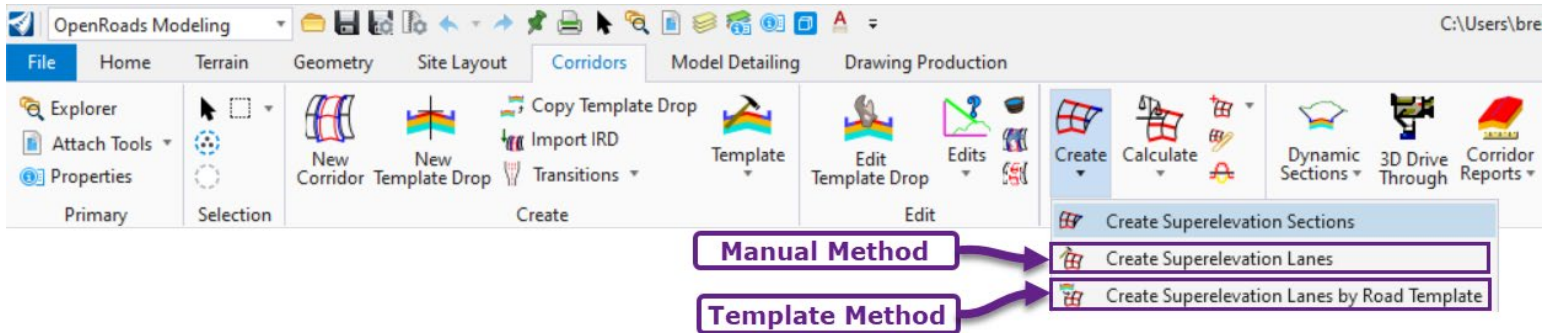 OpenRoads Modeling
C:\Users\bre
File Home Terrain Geometry Site Layout Corridors Model Detailing Drawing Production
Explorer
Attach Tools
Properties
Primary
Selection
New Corridor
New Template Drop
Copy Template Drop
Import IRD
Transitions
Template
Create
Edit Template Drop
Edits
Edit
Create
Calculate
Dynamic Sections
3D Drive Through
Corridor Reports
Create Superelevation Sections
Manual Method
Create Superelevation Lanes
Template Method
Create Superelevation Lanes by Road Template